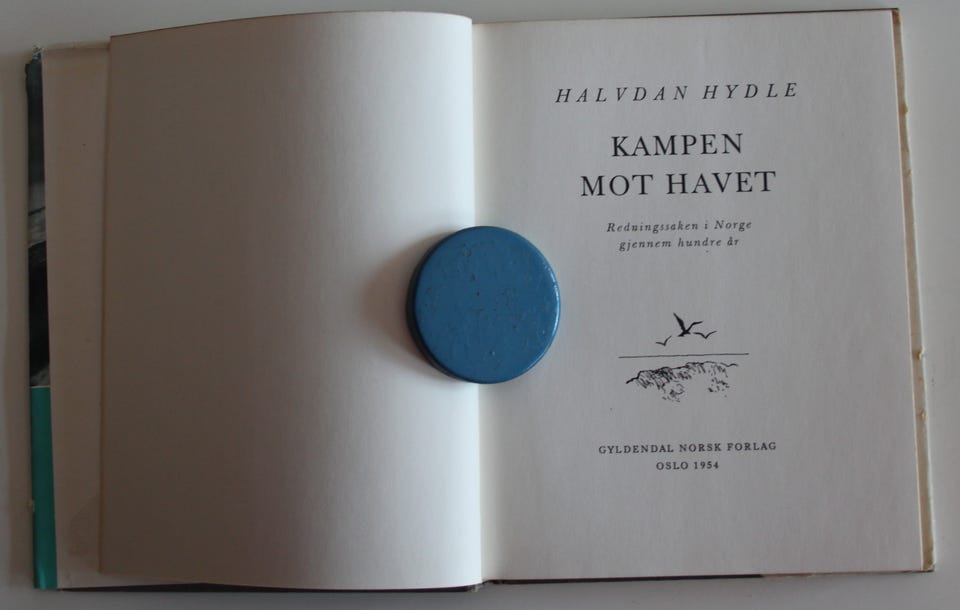 HALVDAN HYDLE
KAMPEN
MOT HAVET
Redningssaken i Norge
gjennem hundre år
GYLDENDAL NORSK FORLAG
OSLO 1954